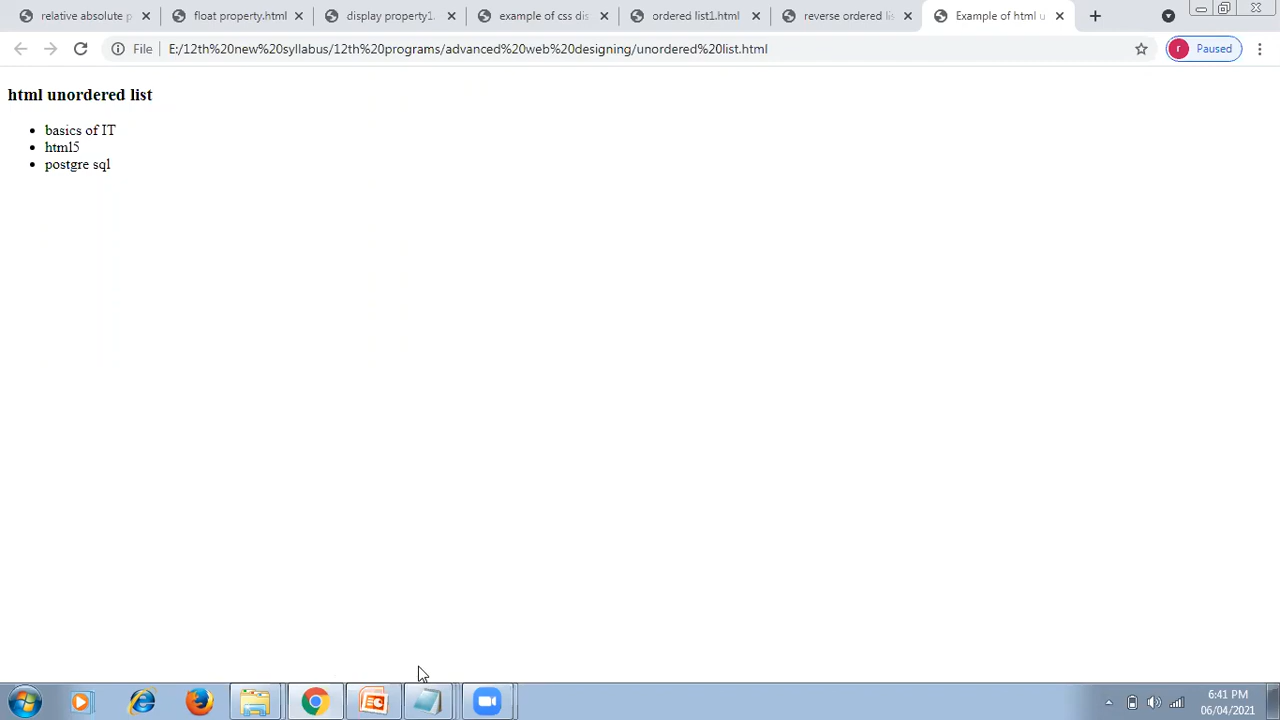 relative absolute p
float property.html
display property1.
example of css dis
ordered list1.html
reverse ordered li
Example of html u
File
E:/12th%20new%20syllabus/12th%20programs/advanced%20web%20designing/unordered%20list.html
r
Paused
html unordered list
• basics of IT
• html5
• postgre sql
6:41 PM
06/04/2021